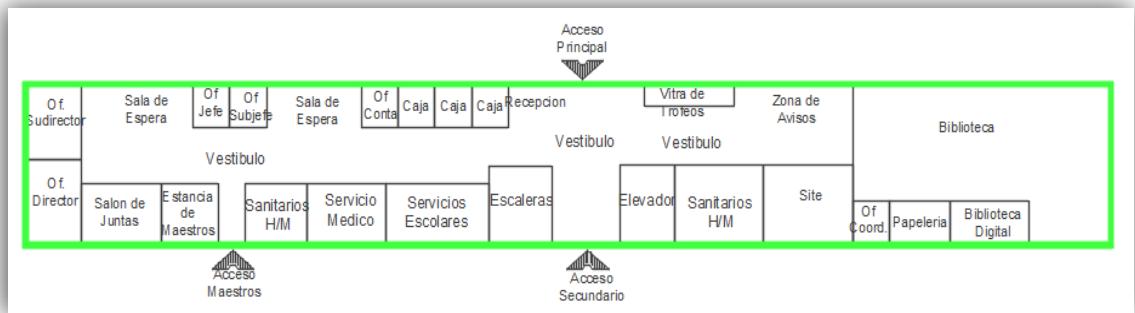 Acceso
Principal
Of.
Sudirector
Sala de
Espera
Of
Jefe
Of
Subjefe
Sala de
Espera
Of
Conta
Caja
Caja
Caja
Recepcion
Vitra de
Trofeos
Zona de
Avisos
Biblioteca
Vestibulo
Vestibulo
Vestibulo
Of.
Director
Salon de
Juntas
Estancia
de
Maestros
Sanitarios
H/M
Servicio
Medico
Servicios
Escolares
Escaleras
Elevador
Sanitarios
H/M
Site
Of
Coord.
Papeleria
Biblioteca
Digital
Acceso
Maestros
Acceso
Secundario